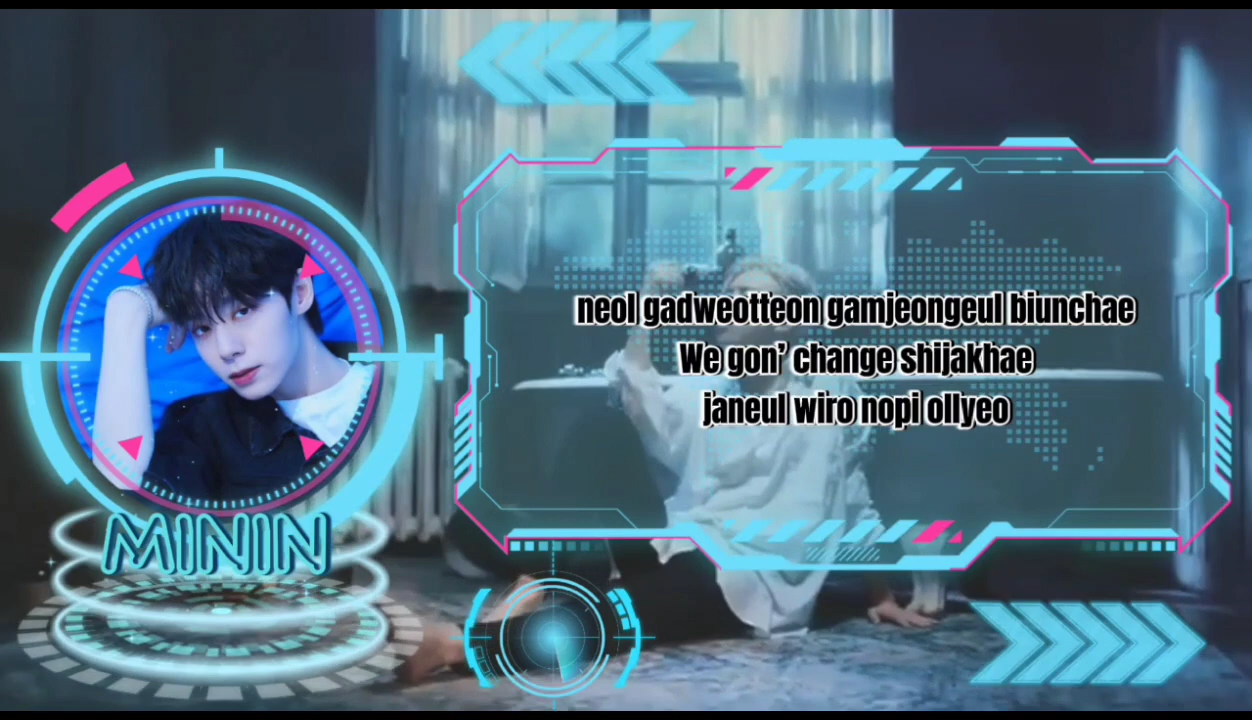 MININ
neol gadweotteon gamjeongeul biunchae
We gon' change shijakhae
janeul wiro nopi ollyeo